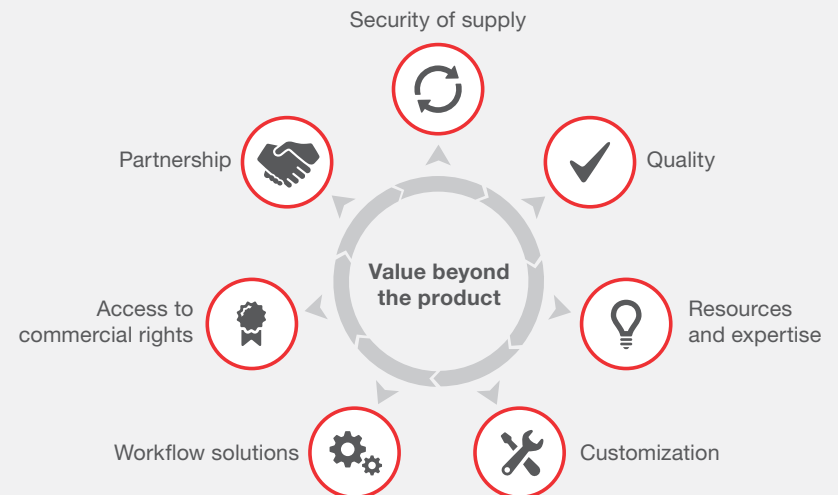 Security of supply
Partnership
Quality
Value beyond
the product
Access to
commercial rights
Resources
and expertise
Workflow solutions
Customization